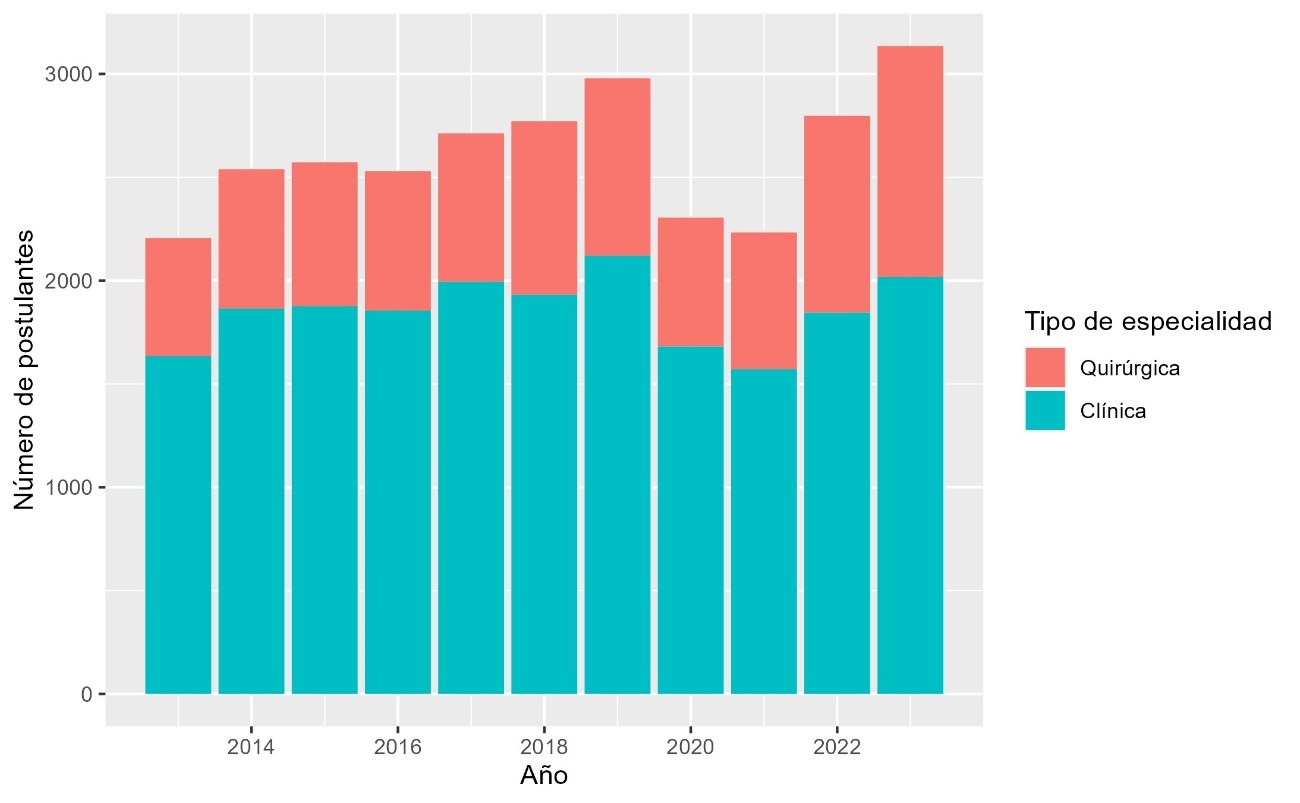 Número de postulantes
3000
2000
1000
0
2014
2016
2018
2020
2022
Año
Tipo de especialidad
Quirúrgica
Clínica